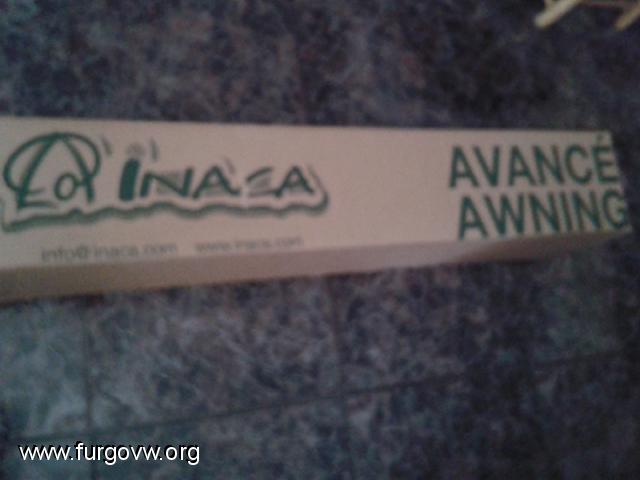 INACA
AVANCÉ
AWNING
info@inaca.com www.inaca.com
www.furgovw.org